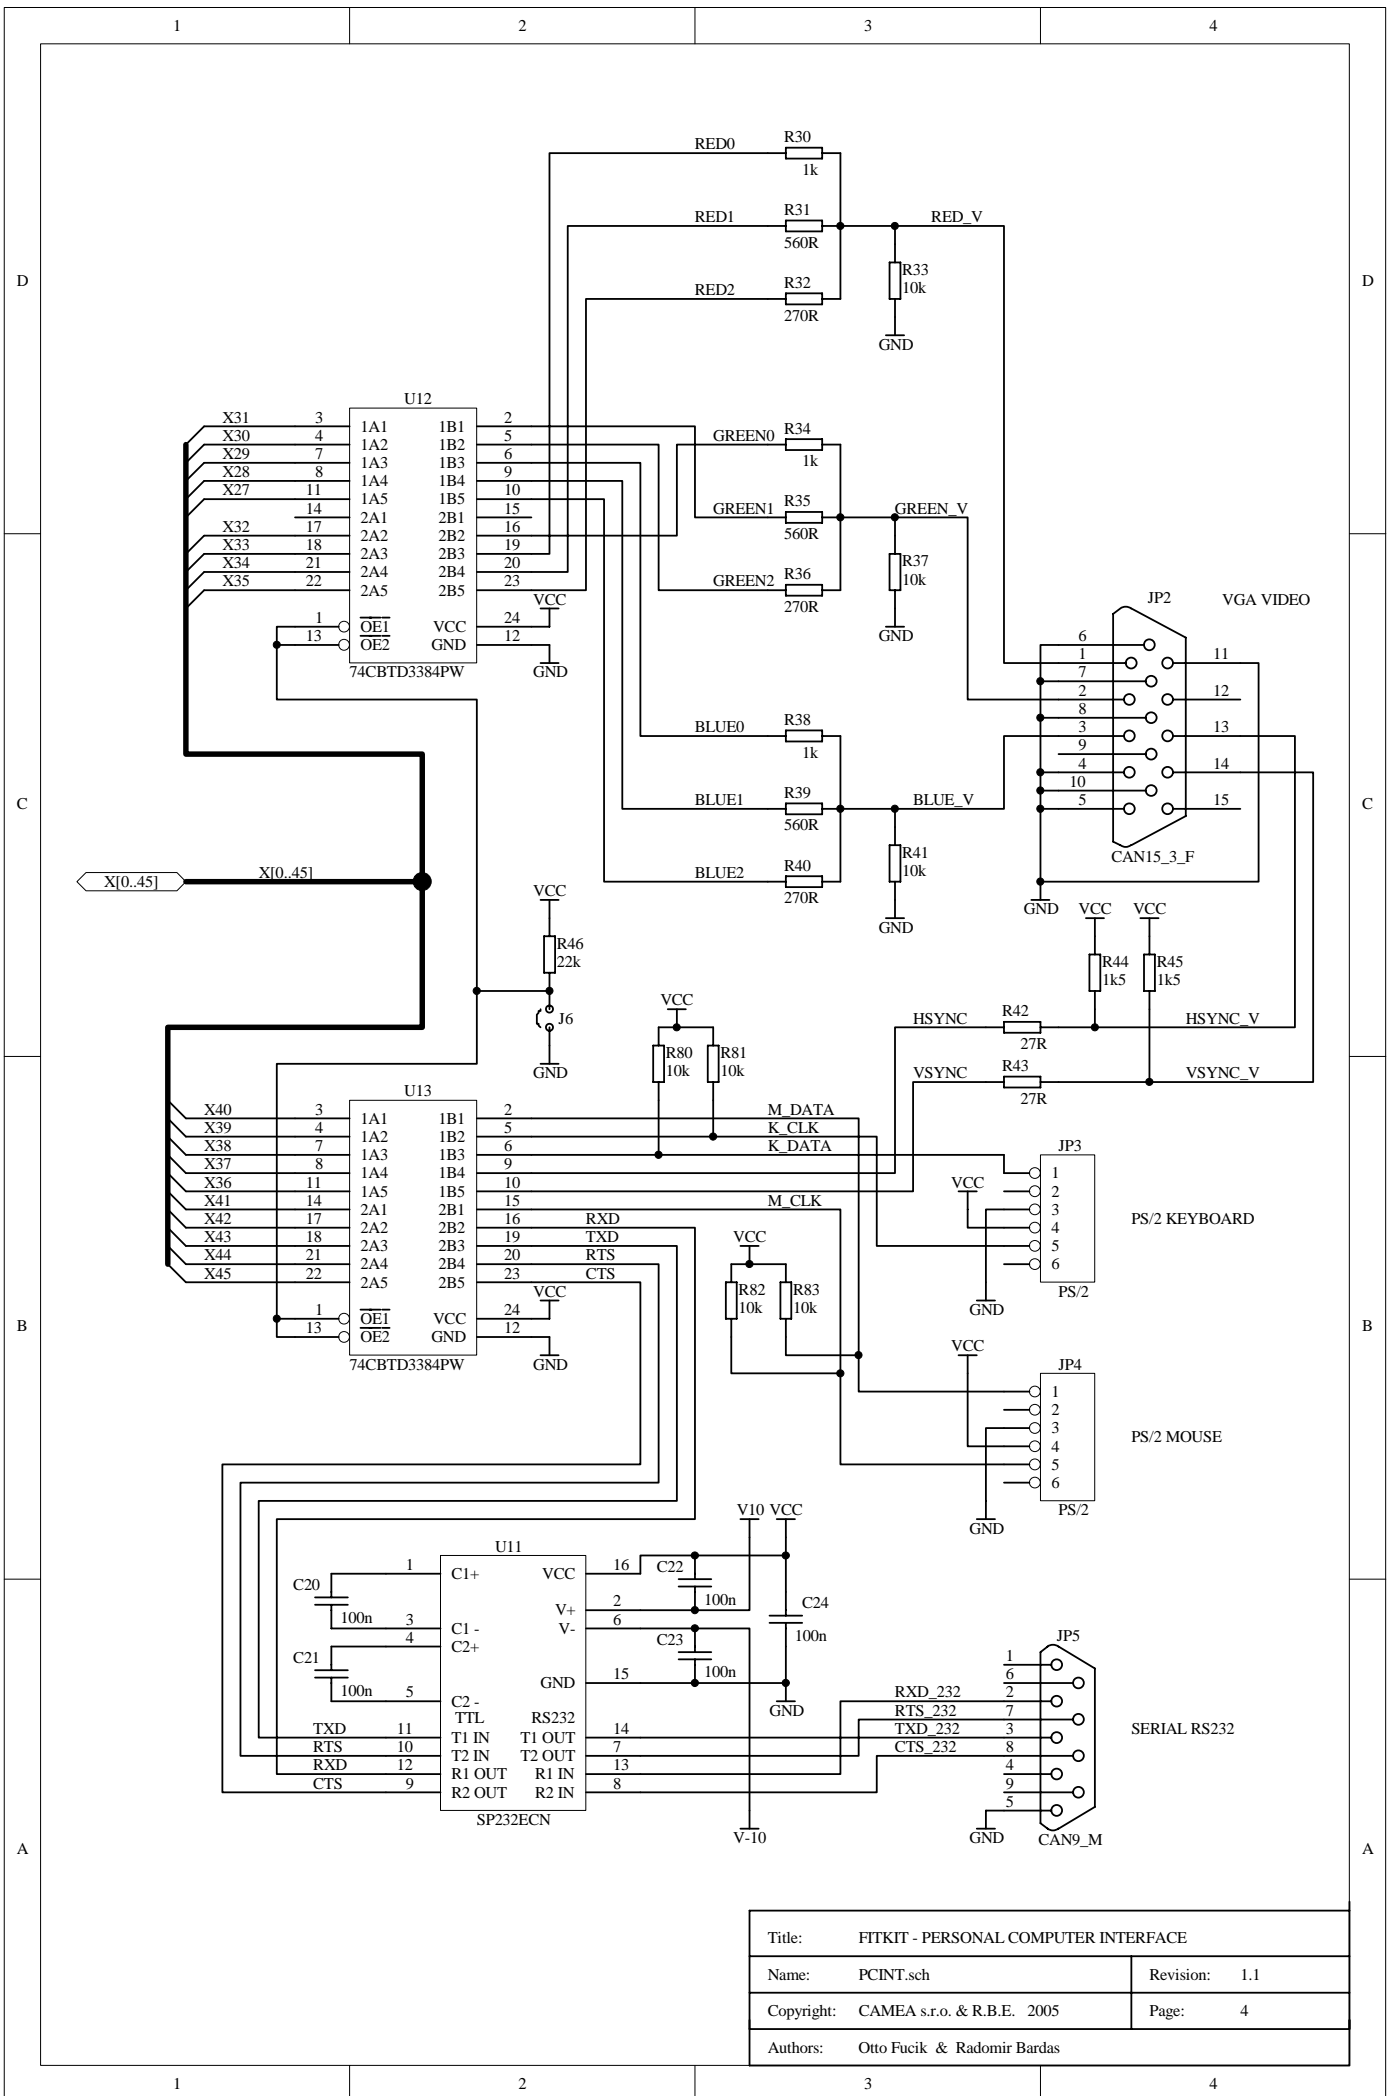 1 2 3 4
RED0 R30
1k
RED1 R31 RED_V
560R
D R33 D
RED2 R32 10k
270R
GND
U12
X31 3 1A1 1B1 2
X30 4 1A2 1B2 5 GREEN0 R34
X29 7 1A3 1B3 6 1k
X28 8 1A4 1B4 9
X27 11 1A5 1B5 10 GREEN1 R35 GREEN_V
14 2A1 2B1 15
X32 17 2A2 2B2 16 560R
X33 18 2A3 2B3 19 R37
X34 21 2A4 2B4 20 10k
X35 22 2A5 2B5 23 GREEN2 R36
270R
VCC
1 OE1 VCC 24
13 OE2 GND 12 GND
74CBTD3384PW GND
JP2 VGA VIDEO
6
1 11
7
2 12
8
3 13
9
4 14
10
5 15
CAN15_3_F
BLUE0 R38
1k
C C
BLUE1 R39 BLUE_V
560R
R41
10k
BLUE2 R40
270R
GND
X[0..45] X[0..45]
GND VCC VCC
VCC
R46
22k
R44 R45
1k5 1k5
J6
GND
VCC
HSYNC R42 HSYNC_V
27R
R80 R81
10k 10k
VSYNC R43 VSYNC_V
27R
U13
X40 3 1A1 1B1 2 M_DATA
X39 4 1A2 1B2 5 K_CLK
X38 7 1A3 1B3 6 K_DATA
X37 8 1A4 1B4 9
X36 11 1A5 1B5 10
X41 14 2A1 2B1 15 M_CLK
X42 17 2A2 2B2 16 RXD
X43 18 2A3 2B3 19 TXD
X44 21 2A4 2B4 20 RTS
X45 22 2A5 2B5 23 CTS
VCC
1 OE1 VCC 24
13 OE2 GND 12
74CBTD3384PW GND
JP3
VCC
1
2
3
4
5
6
PS/2 KEYBOARD
PS/2
GND
VCC
R82 R83
10k 10k
B B
VCC
JP4
1
2
3
4
5
6
PS/2 MOUSE
PS/2
GND
V10 VCC
U11
1 C1+ VCC 16
C20 C22
100n 100n
V+ 2
3 C1 - V- 6
4 C2+
C24
100n
C21 C23
100n 100n
GND 15
5 C2 -
GND
TTL RS232
TXD 11 T1 IN T1 OUT 14
RTS 10 T2 IN T2 OUT 7
RXD 12 R1 OUT R1 IN 13
CTS 9 R2 OUT R2 IN 8
SP232ECN
V-10
JP5
1
6
RXD_232 2
RTS_232 7
TXD_232 3
CTS_232 8
4
9
5
SERIAL RS232
GND CAN9_M
A A
Title: FITKIT - PERSONAL COMPUTER INTERFACE
Name: PCINT.sch Revision: 1.1
Copyright: CAMEA s.r.o. & R.B.E. 2005 Page: 4
Authors: Otto Fucik & Radomir Bardas
1 2 3 4